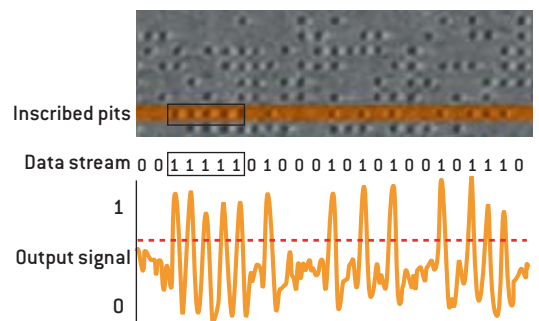 Inscribed pits
Data stream 0 0 1 1 1 1 1 0 1 0 0 0 1 0 1 0 1 0 0 1 0 1 1 1 0
1
Output signal
0